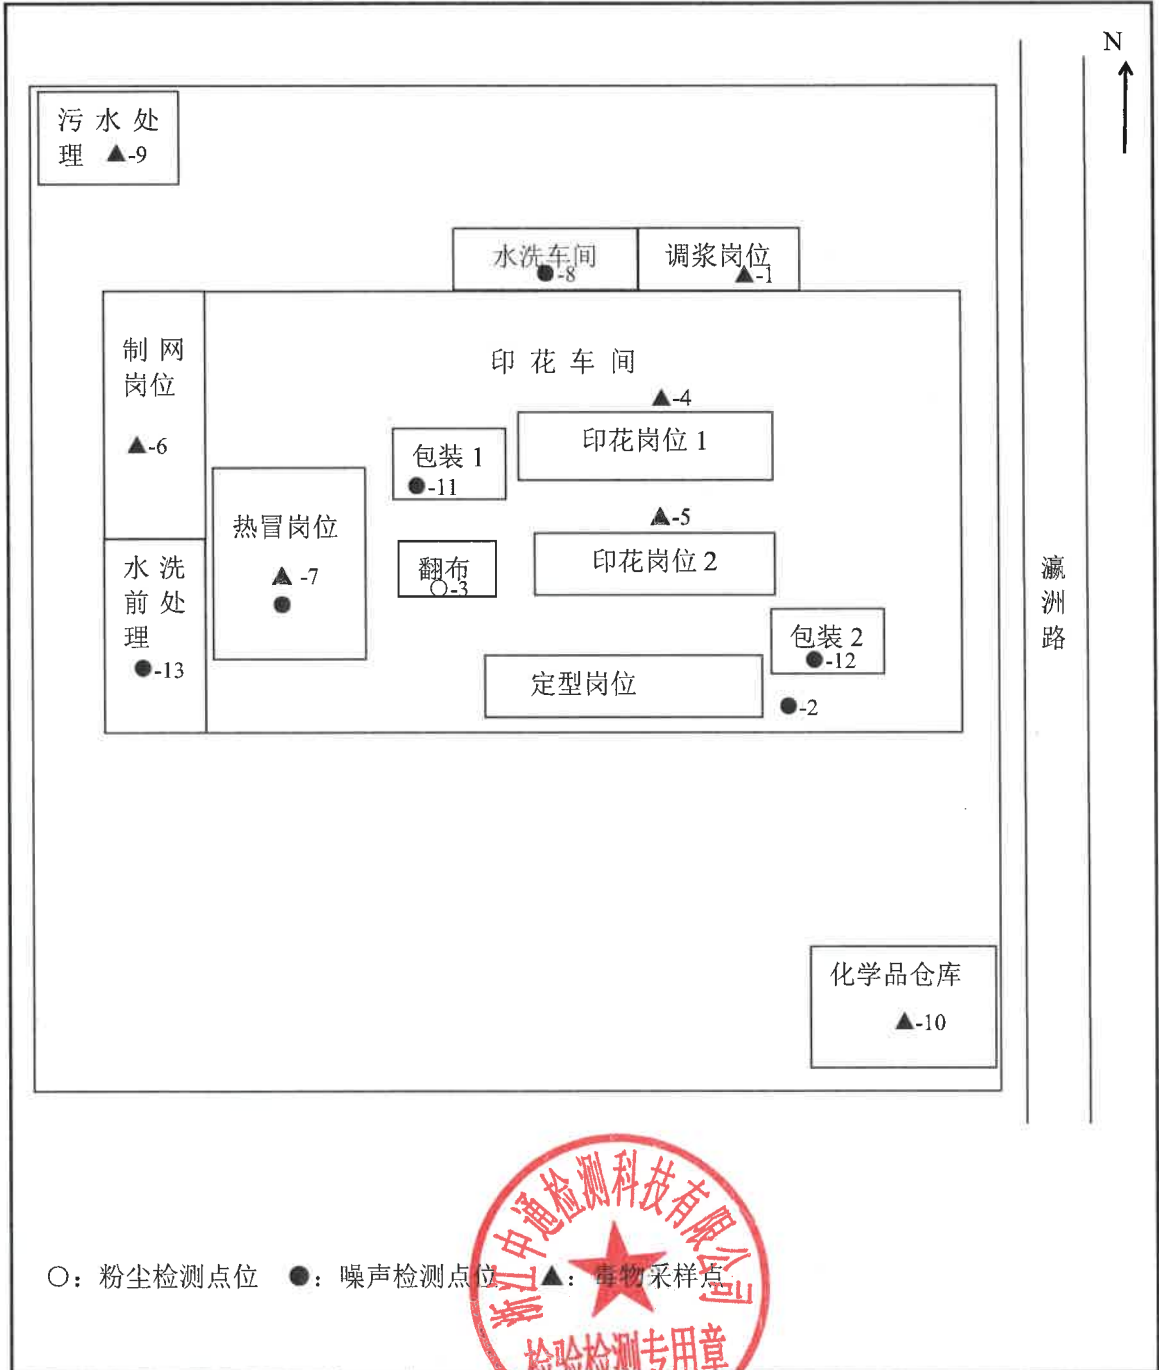 N
污水处
理 ▲-9
水洗车间
●-8
调浆岗位
▲-1
制网
岗位
▲-6
印花车间
▲-4
印花岗位 1
包装 1
●-11
▲-5
热冒岗位
▲-7
●
翻布
○-3
印花岗位 2
水洗
前处
理
●-13
包装 2
●-12
定型岗位
●-2
瀛洲路
化学品仓库
▲-10
○：粉尘检测点位 ●：噪声检测点位 ▲：毒物采样点
浙江中通检测科技有限公司
检验检测专用章